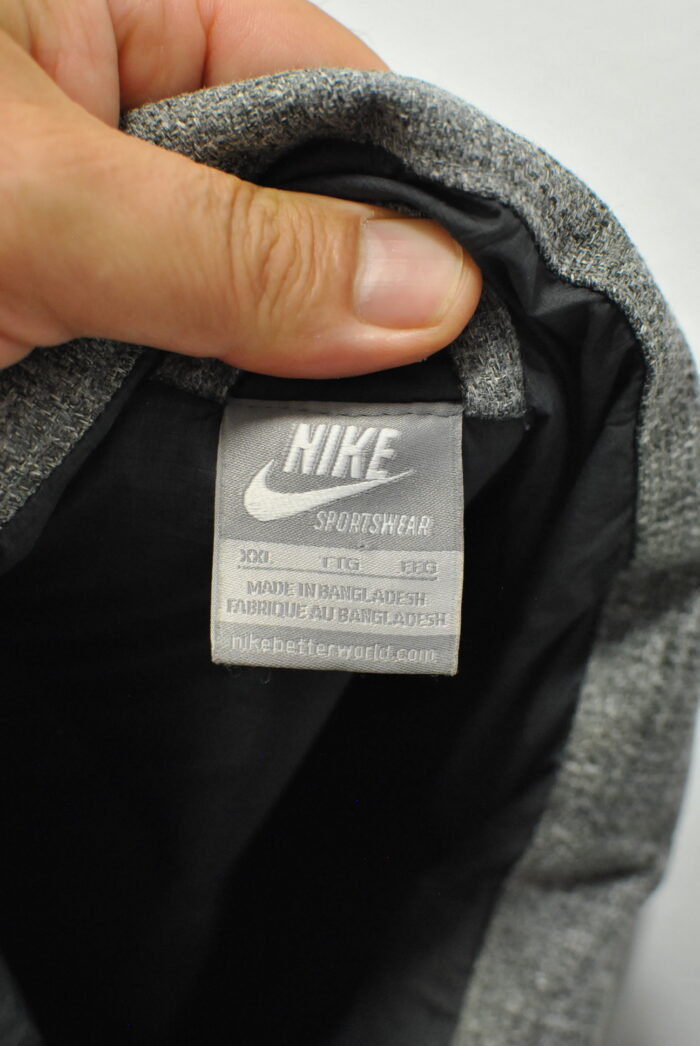 NIKE
SPORTSWEAR
XXL TTG EEG
MADE IN BANGLADESH
FABRIQUE AU BANGLADESH
nikebetterworld.com